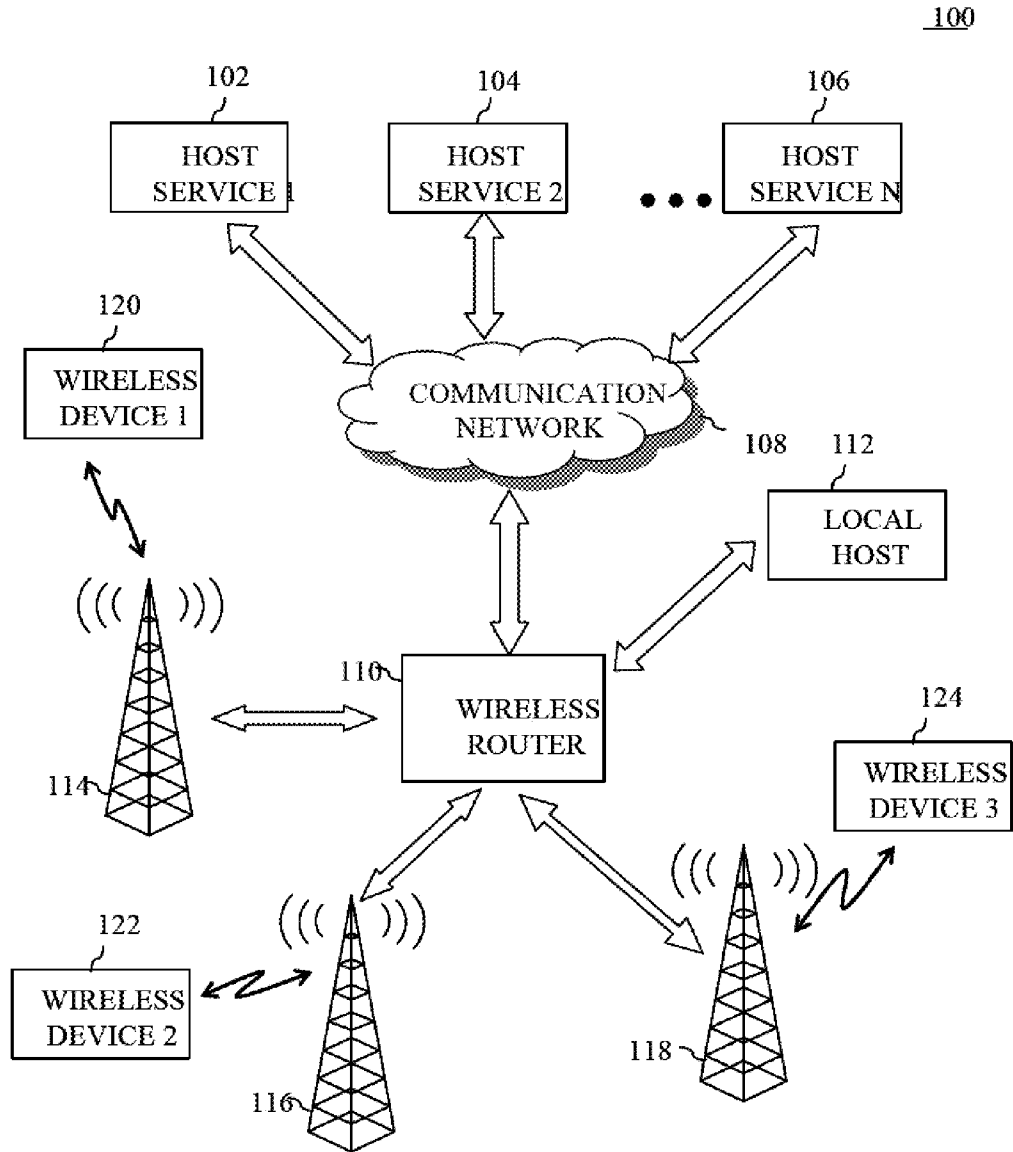 100
102
104
106
HOST
SERVICE 1
HOST
SERVICE 2
HOST
SERVICE N
120
WIRELESS
DEVICE 1
COMMUNICATION
NETWORK
108
112
LOCAL
HOST
110
WIRELESS
ROUTER
114
124
WIRELESS
DEVICE 3
122
WIRELESS
DEVICE 2
116
118